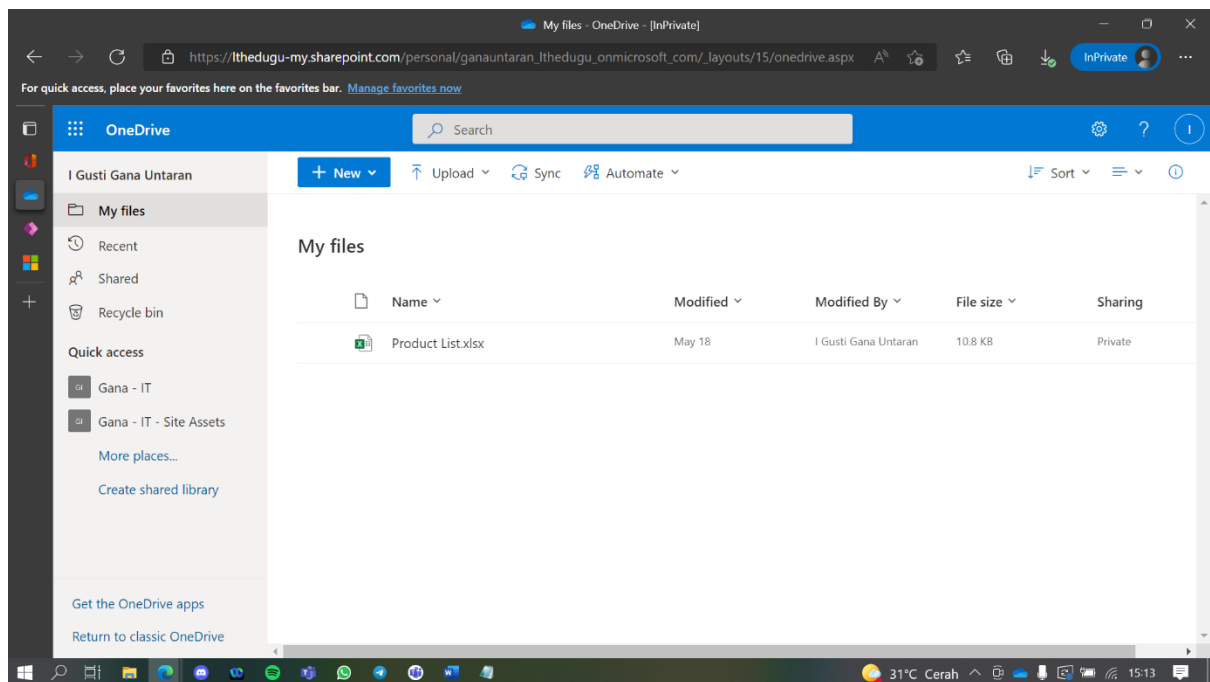 My files - OneDrive - [InPrivate]
https://lthedugu-my.sharepoint.com/personal/ganauntaran_lthedugu_onmicrosoft_com/_layouts/15/onedrive.aspx
InPrivate
For quick access, place your favorites here on the favorites bar. Manage favorites now
OneDrive
Search
I
I Gusti Gana Untaran
New
Upload
Sync
Automate
Sort
My files
Recent
Shared
Recycle bin
Quick access
GI Gana - IT
GI Gana - IT - Site Assets
More places...
Create shared library
Get the OneDrive apps
Return to classic OneDrive
My files
Name Modified Modified By File size Sharing
Product List.xlsx May 18 I Gusti Gana Untaran 10.8 KB Private
31°C Cerah 15:13